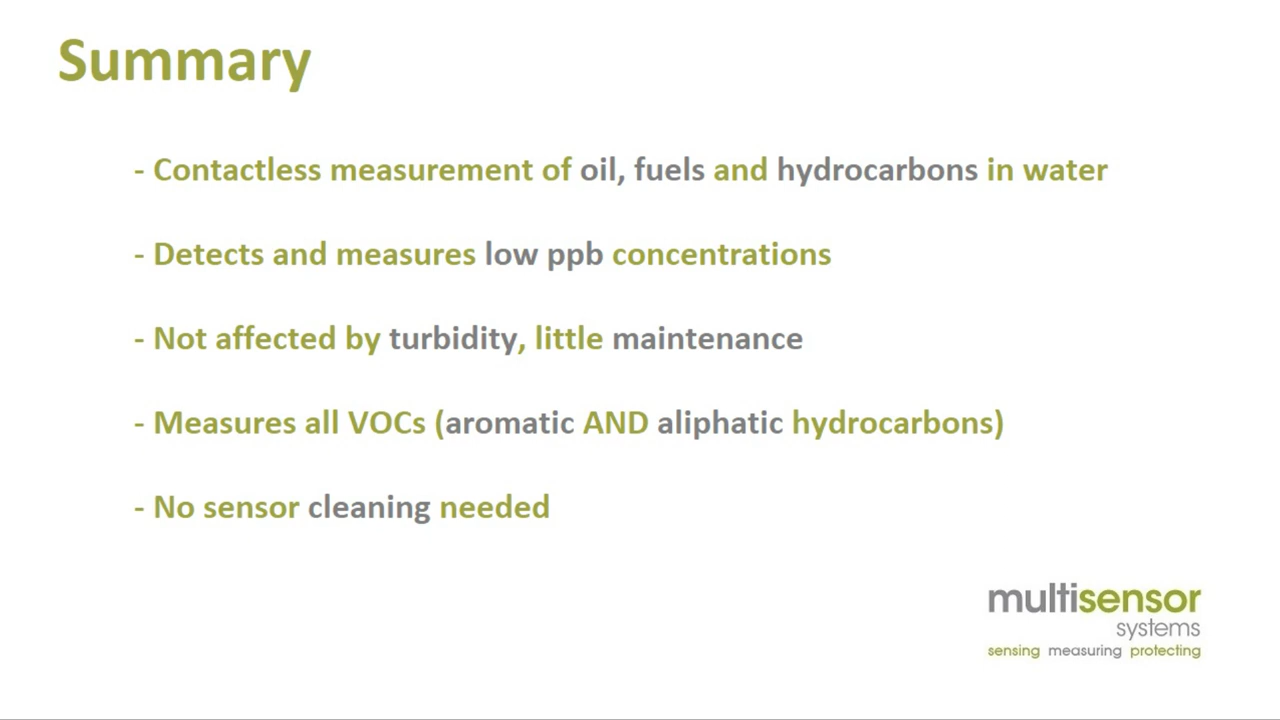 Summary
- Contactless measurement of oil, fuels and hydrocarbons in water
- Detects and measures low ppb concentrations
- Not affected by turbidity, little maintenance
- Measures all VOCs (aromatic AND aliphatic hydrocarbons)
- No sensor cleaning needed
multisensor
systems
sensing measuring protecting